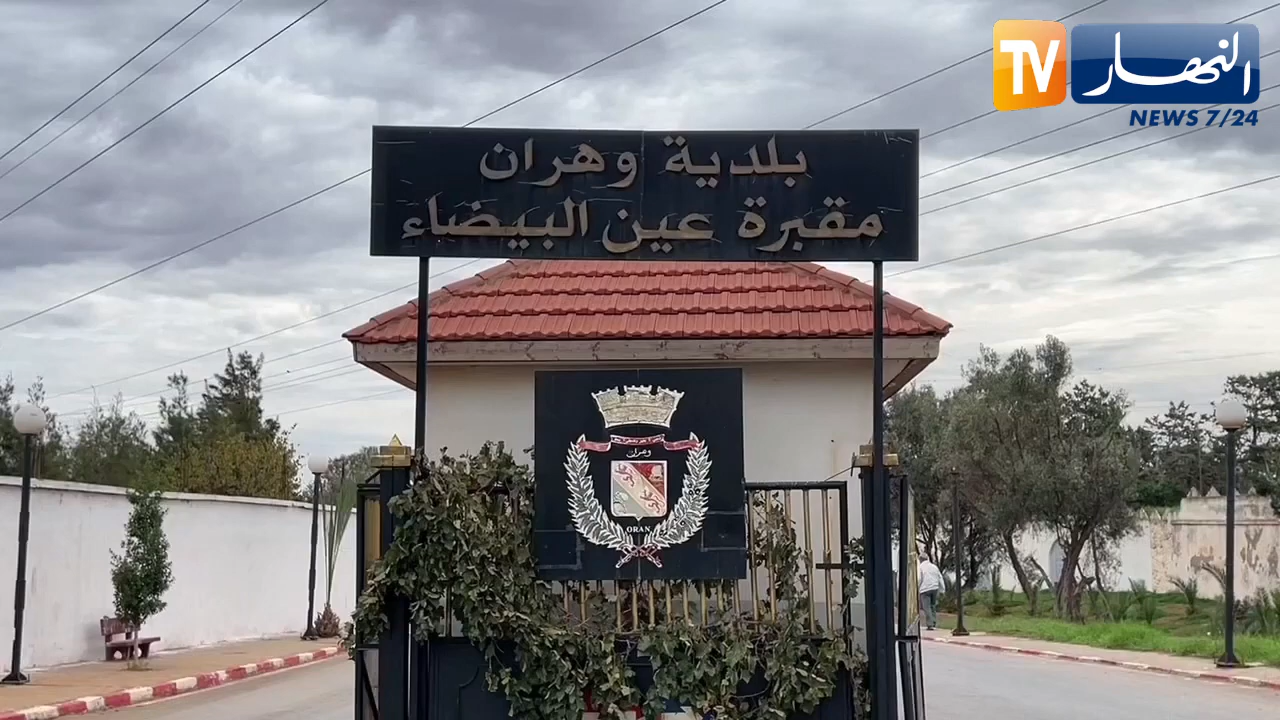 TV النهار
NEWS 7/24
بلدية وهران
مقبرة عين البيضاء
وهران
ORAN